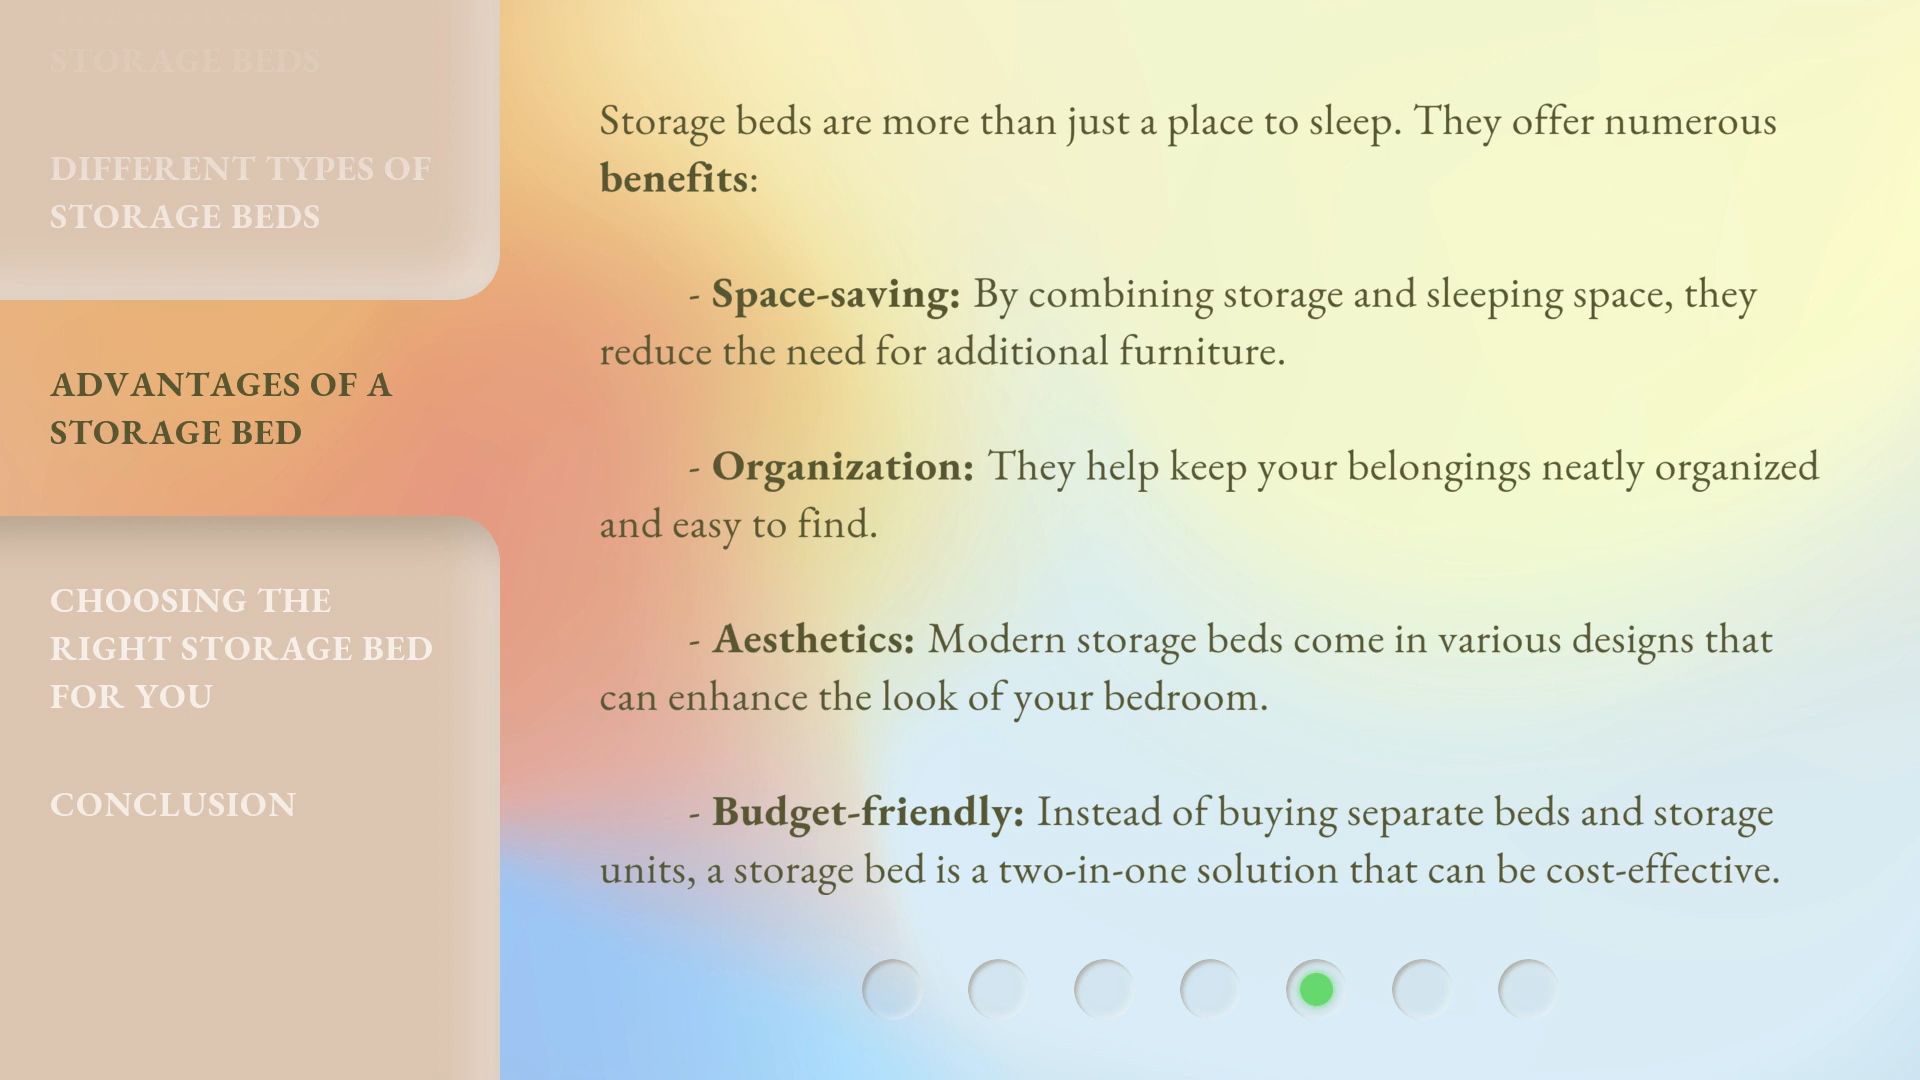 STORAGE BEDS
DIFFERENT TYPES OF
STORAGE BEDS
ADVANTAGES OF A
STORAGE BED
CHOOSING THE
RIGHT STORAGE BED
FOR YOU
CONCLUSION
Storage beds are more than just a place to sleep. They offer numerous
benefits:
- Space-saving: By combining storage and sleeping space, they
reduce the need for additional furniture.
- Organization: They help keep your belongings neatly organized
and easy to find.
- Aesthetics: Modern storage beds come in various designs that
can enhance the look of your bedroom.
- Budget-friendly: Instead of buying separate beds and storage
units, a storage bed is a two-in-one solution that can be cost-effective.